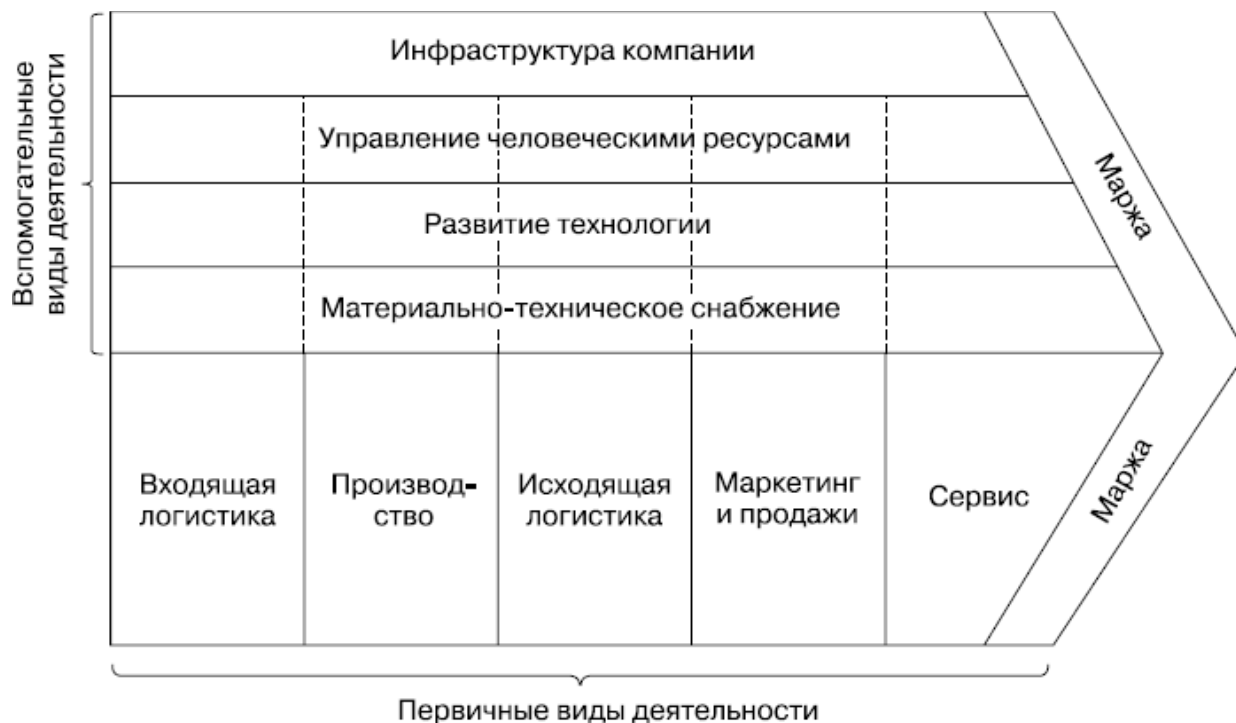 Вспомогательные
виды деятельности
Инфраструктура компании
Управление человеческими ресурсами
Развитие технологии
Материально-техническое снабжение
Маржа
Входящая
логистика
Производ-
ство
Исходящая
логистика
Маркетинг
и продажи
Сервис
Маржа
Первичные виды деятельности